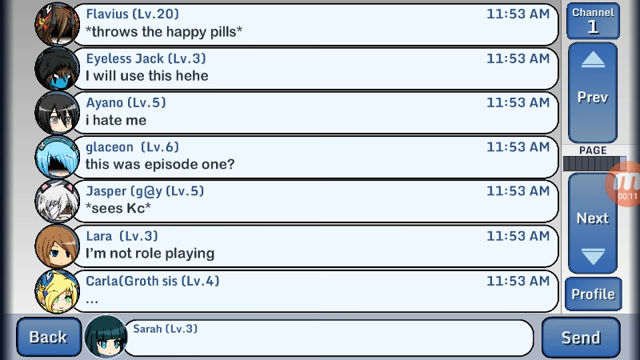 Flavius (Lv.20) 11:53 AM
*throws the happy pills*
Eyeless Jack (Lv.3) 11:53 AM
I will use this hehe
Ayano (Lv.5) 11:53 AM
i hate me
glaceon (Lv.6) 11:53 AM
this was episode one?
Jasper (g@y (Lv.5) 11:53 AM
*sees Kc*
Lara (Lv.3) 11:53 AM
I'm not role playing
Carla(Groth sis (Lv.4) 11:53 AM
...
Channel
1
Prev
PAGE
00:11
Next
Profile
Back
Sarah (Lv.3)
Send